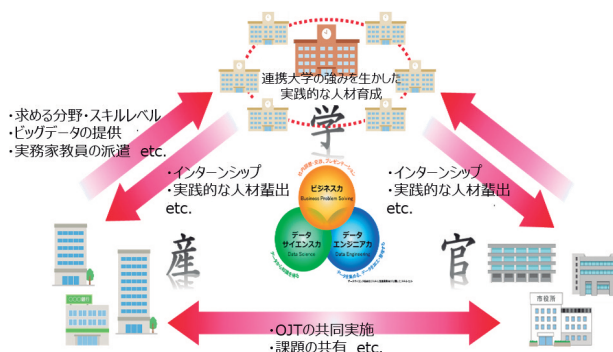 連携大学の強みを生かした
実践的な人材育成
学
・求める分野・スキルレベル
・ビッグデータの提供
・実務家教員の派遣 etc.
・インターンシップ
・実践的な人材輩出
etc.
・インターンシップ
・実践的な人材輩出
etc.
ビジネス力
Business Problem Solving
データ
サイエンス力
Data Science
データ
エンジニア力
Data Engineering
産
官
市役所
・OJTの共同実施
・課題の共有 etc.